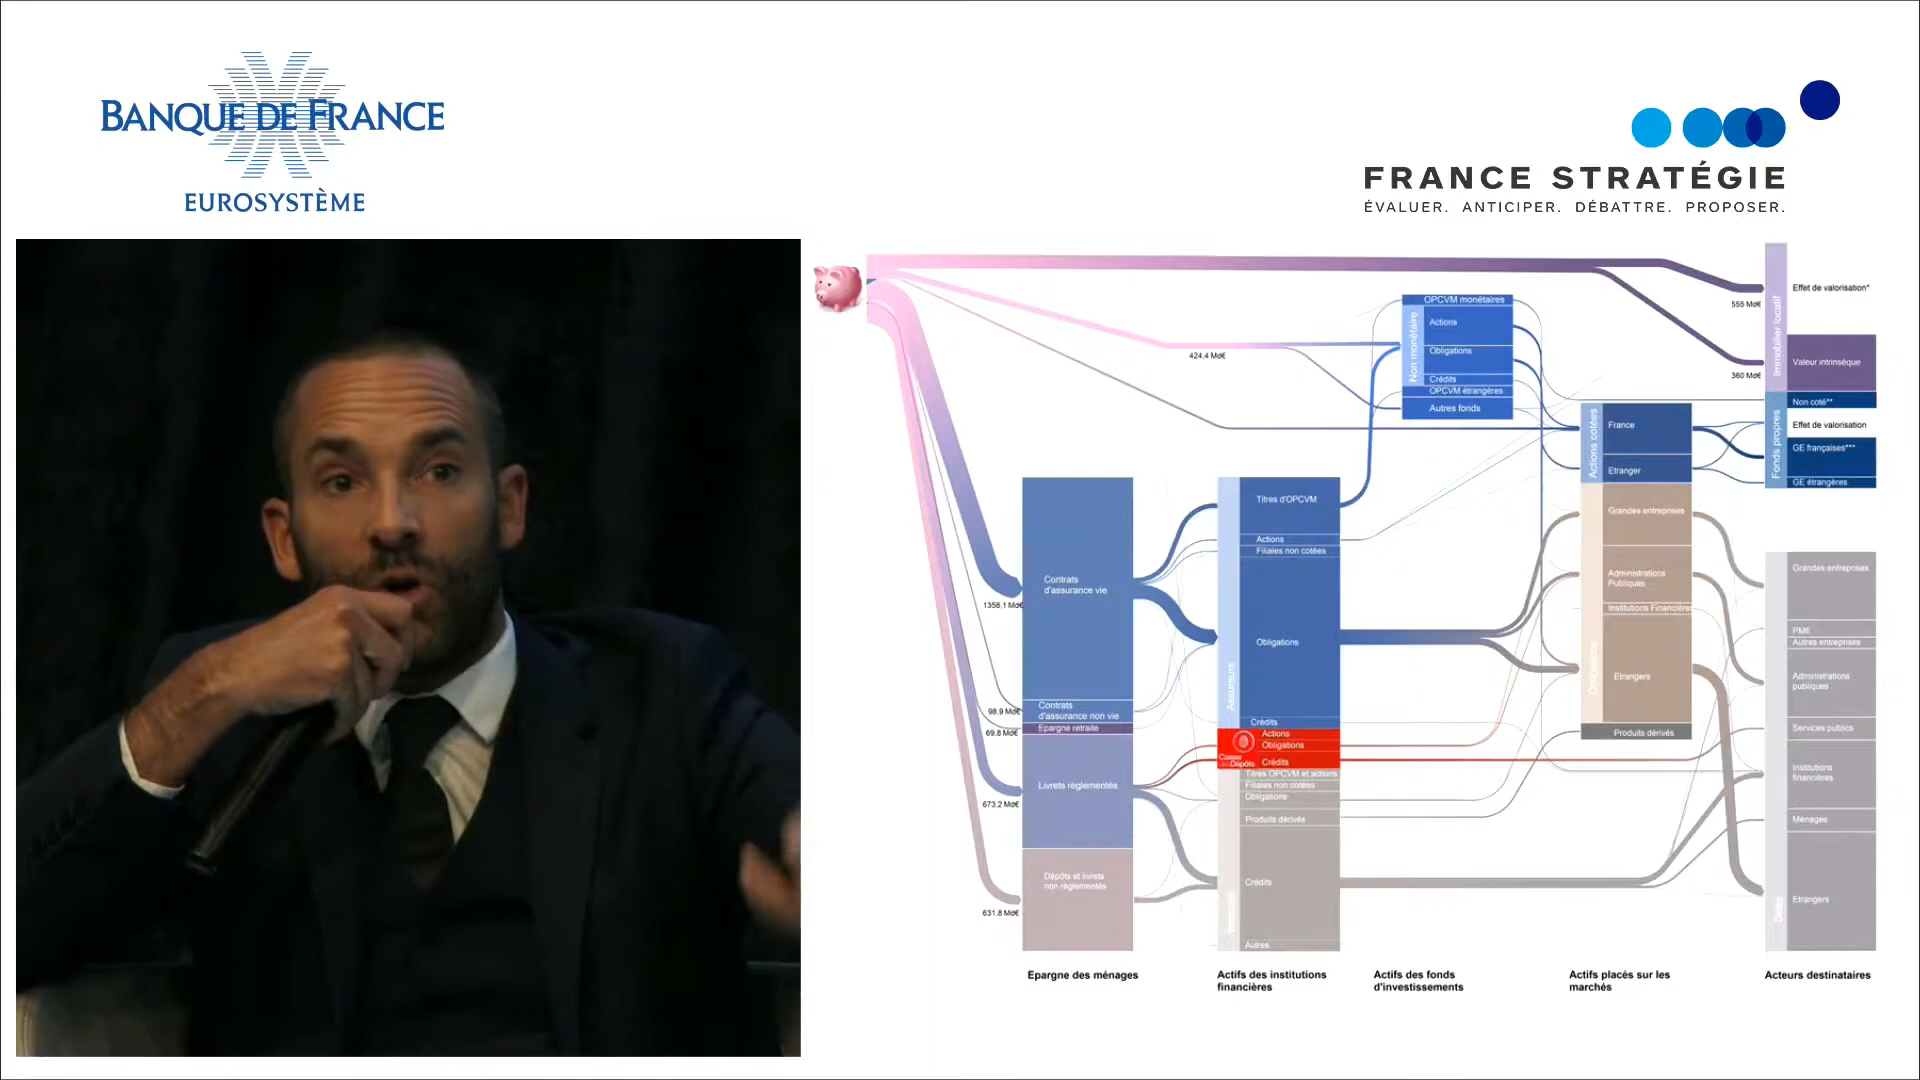 BANQUE DE FRANCE
EUROSYSTÈME
FRANCE STRATÉGIE
ÉVALUER. ANTICIPER. DÉBATTRE. PROPOSER.
424,4 Md€
1358,1 Md€
98,9 Md€
69,8 Md€
673,2 Md€
631,8 Md€
Contrats
d'assurance vie
Contrats
d'assurance non vie
Epargne retraite
Livrets réglementés
Dépôts et livrets
non réglementés
Epargne des ménages
Assureurs
Titres d'OPCVM
Actions
Filiales non cotées
Obligations
Crédits
Caisse
des Dépôts
Actions
Obligations
Crédits
Titres OPCVM et actions
Filiales non cotées
Obligations
Produits dérivés
Crédits
Autres
Actifs des institutions
financières
OPCVM monétaires
Non monétaire
Actions
Obligations
Crédits
OPCVM étrangères
Autres fonds
Actifs des fonds
d'investissements
Actions cotées
France
Etranger
Grandes entreprises
Administrations
Publiques
Institutions Financières
Etrangers
Produits dérivés
Actifs placés sur les
marchés
555 Md€
360 Md€
Immobilier locatif
Effet de valorisation*
Valeur intrinsèque
Fonds propres
Non coté**
Effet de valorisation
GE françaises***
GE étrangères
Dette
Grandes entreprises
PME
Autres entreprises
Administrations
publiques
Services publics
Institutions
financières
Ménages
Etrangers
Acteurs destinataires